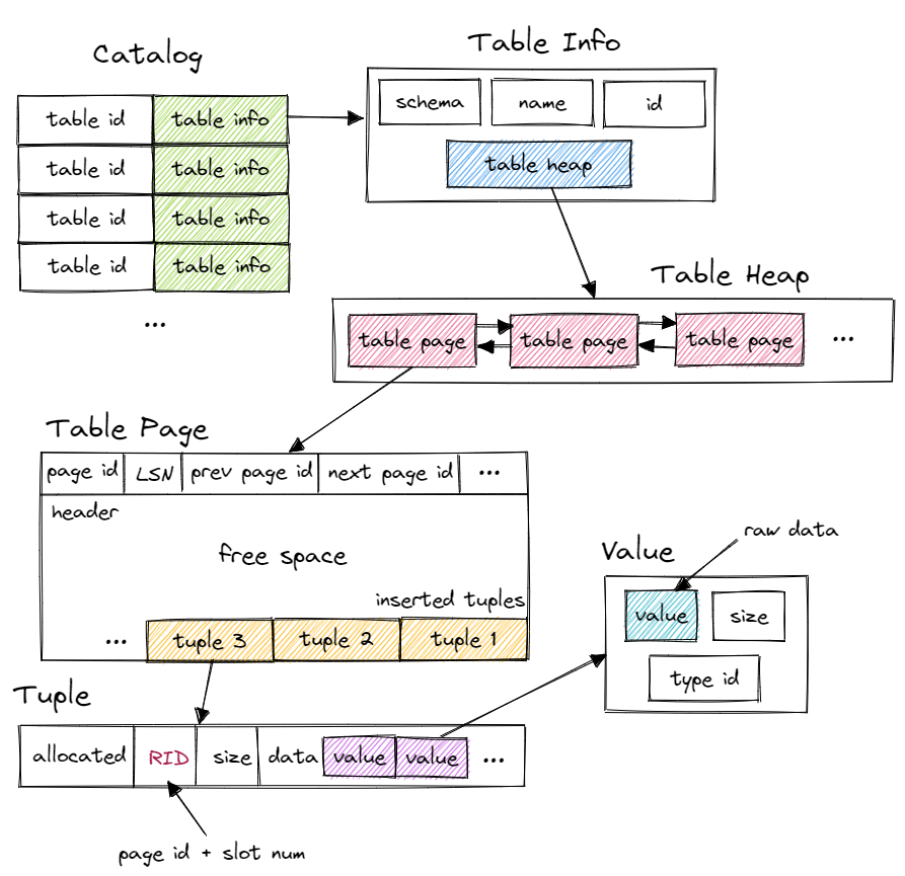 Catalog
Table Info
table id table info
table id table info
table id table info
table id table info
...
schema name id
table heap
Table Heap
table page table page table page ...
Table Page
page id LSN prev page id next page id ...
header
free space
inserted tuples
... tuple 3 tuple 2 tuple 1
Tuple
allocated RID size data value value ...
page id + slot num
Value
raw data
value size
type id